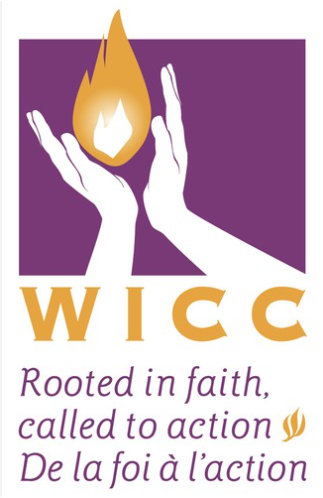 WICC
Rooted in faith,
called to action
De la foi à l'action